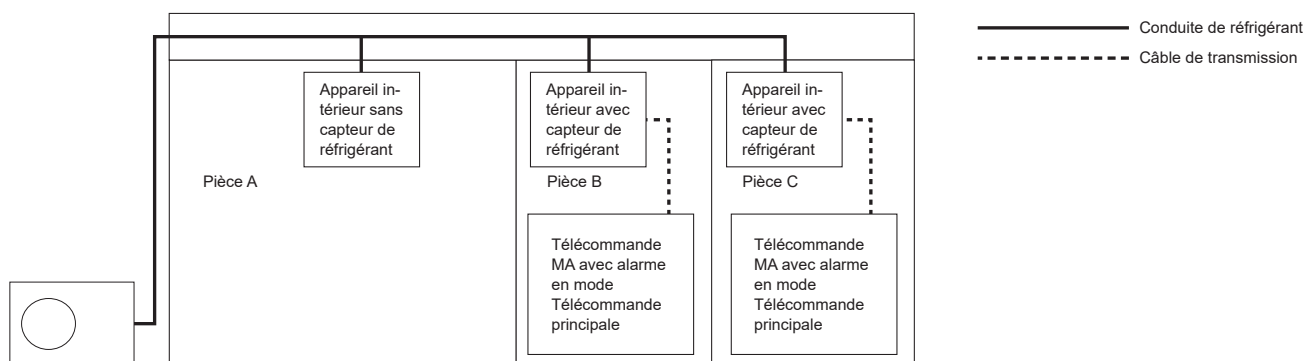 Conduite de réfrigérant
Câble de transmission
Appareil in-
térieur sans
capteur de
réfrigérant
Appareil in-
térieur avec
capteur de
réfrigérant
Appareil in-
térieur avec
capteur de
réfrigérant
Pièce A
Pièce B
Pièce C
Télécommande
MA avec alarme
en mode
Télécommande
principale
Télécommande
MA avec alarme
en mode
Télécommande
principale